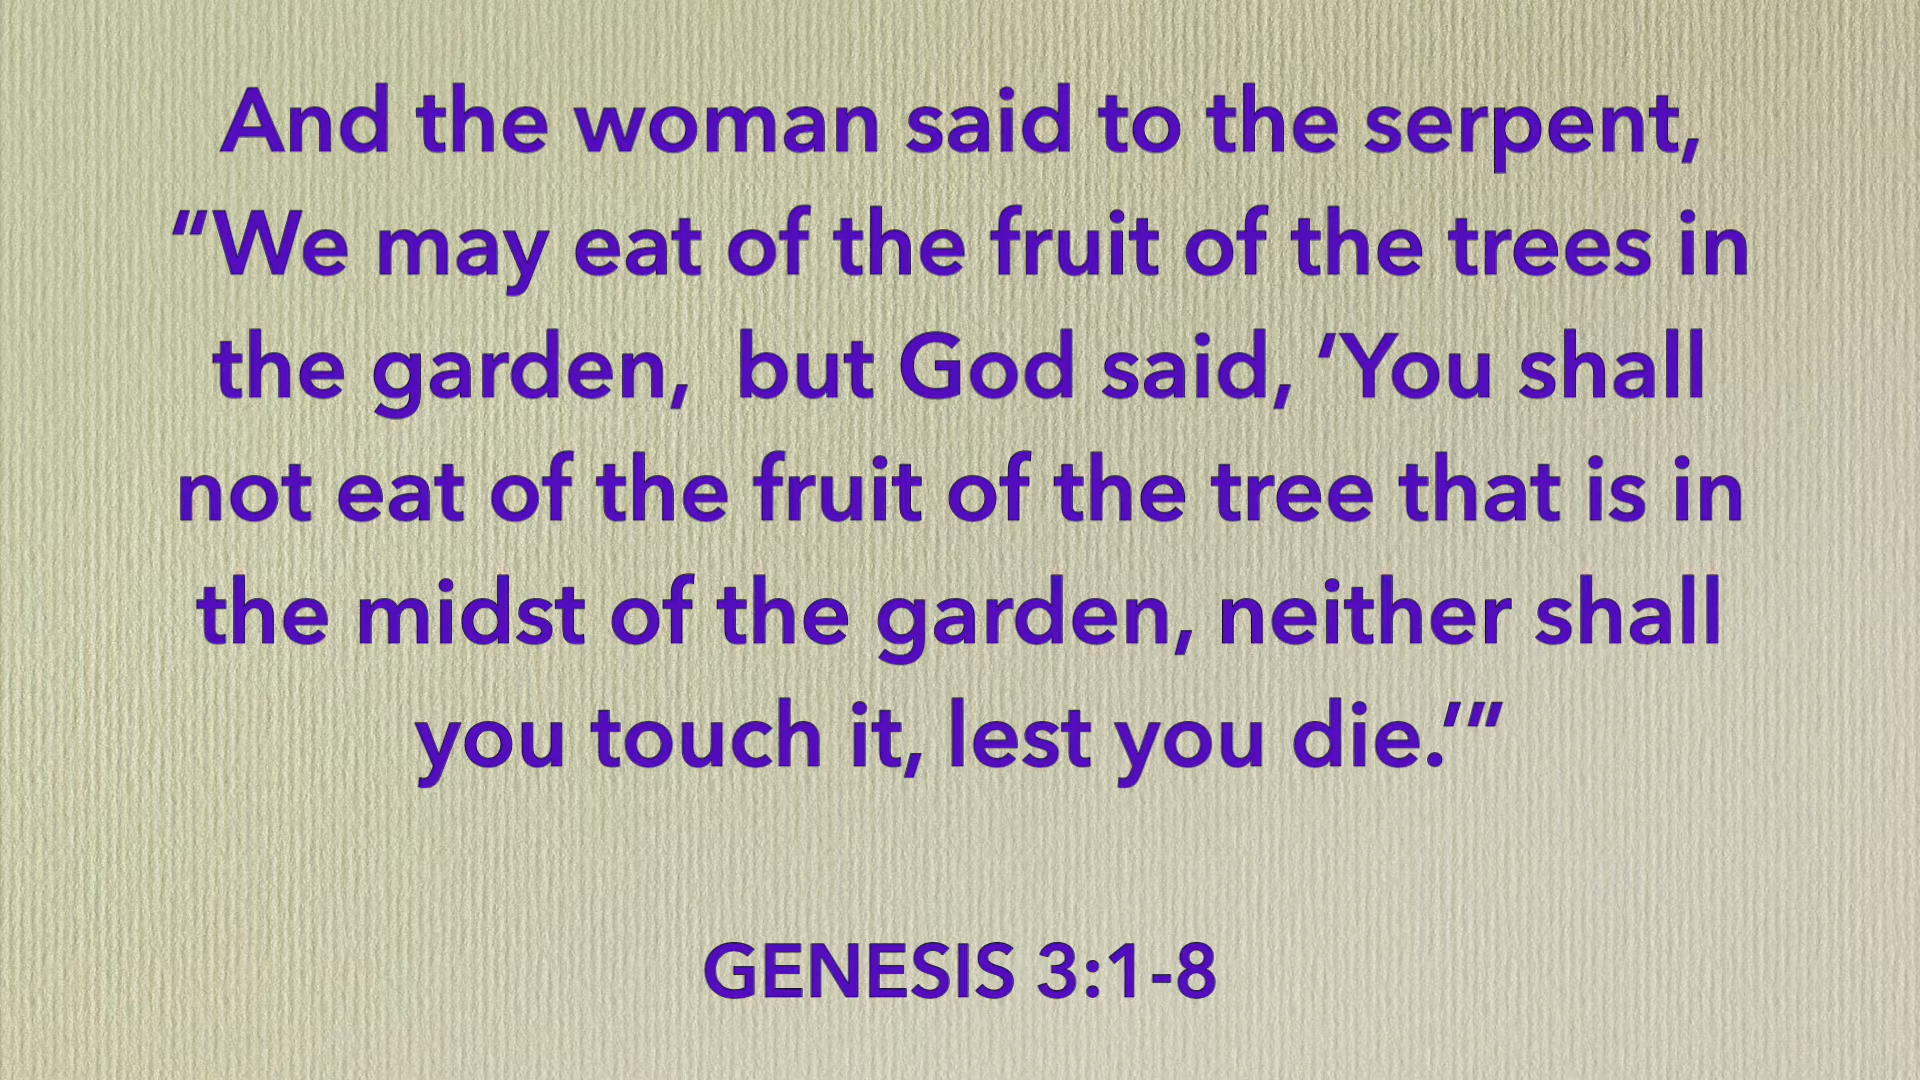 And the woman said to the serpent,
“We may eat of the fruit of the trees in
the garden,  but God said, ‘You shall
not eat of the fruit of the tree that is in
the midst of the garden, neither shall
you touch it, lest you die.’”
GENESIS 3:1-8